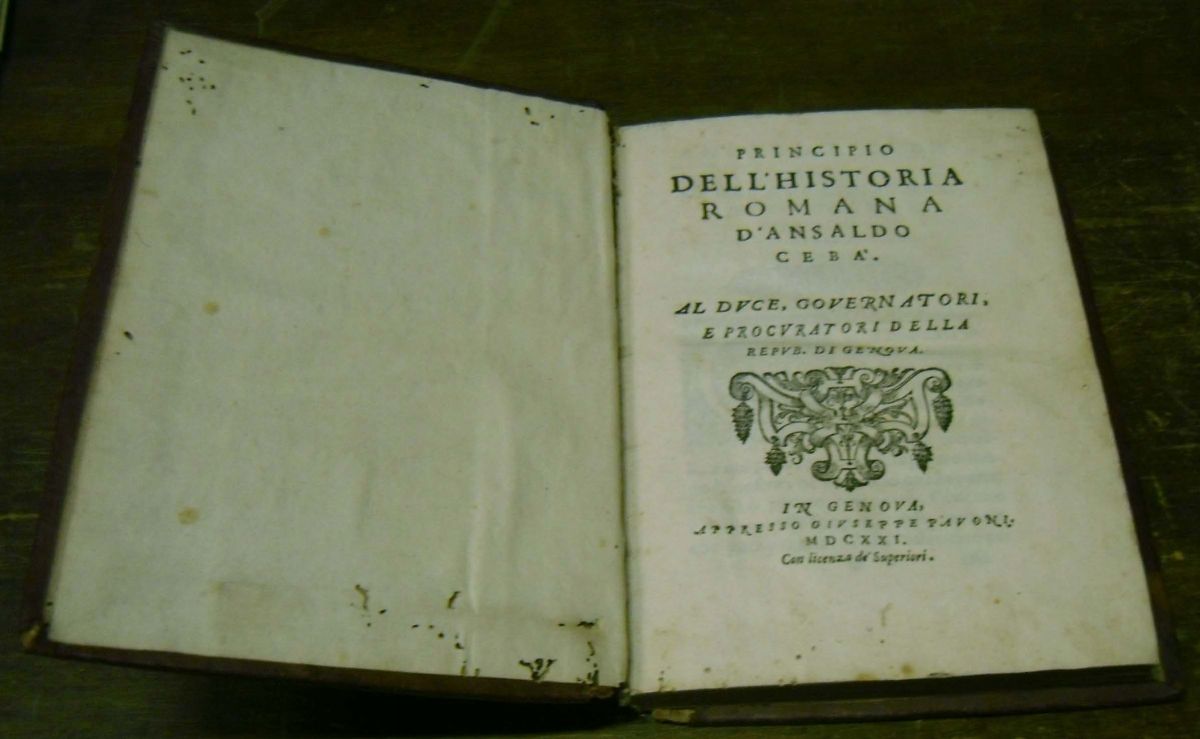 PRINCIPIO
DELL'HISTORIA
ROMANA
D'ANSALDO
CEBA'.
AL DVCE, GOVERNATORI,
E PROCVRATORI DELLA
REPVB. DI GENOVA.
IN GENOVA,
APPRESSO GIVSEPPE PAVONI.
MDCXXI.
Con licenza de' Superiori.